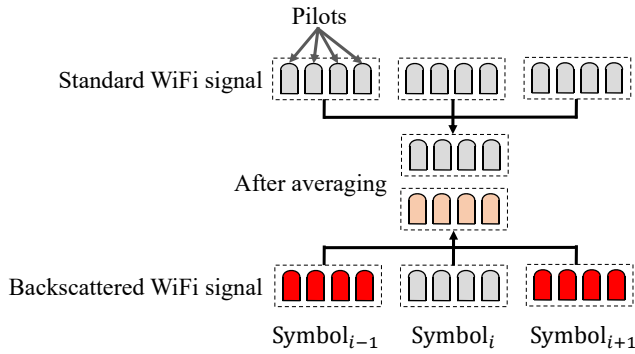 Pilots
Standard WiFi signal
After averaging
Backscattered WiFi signal
Symbol_{i−1} Symbol_i Symbol_{i+1}